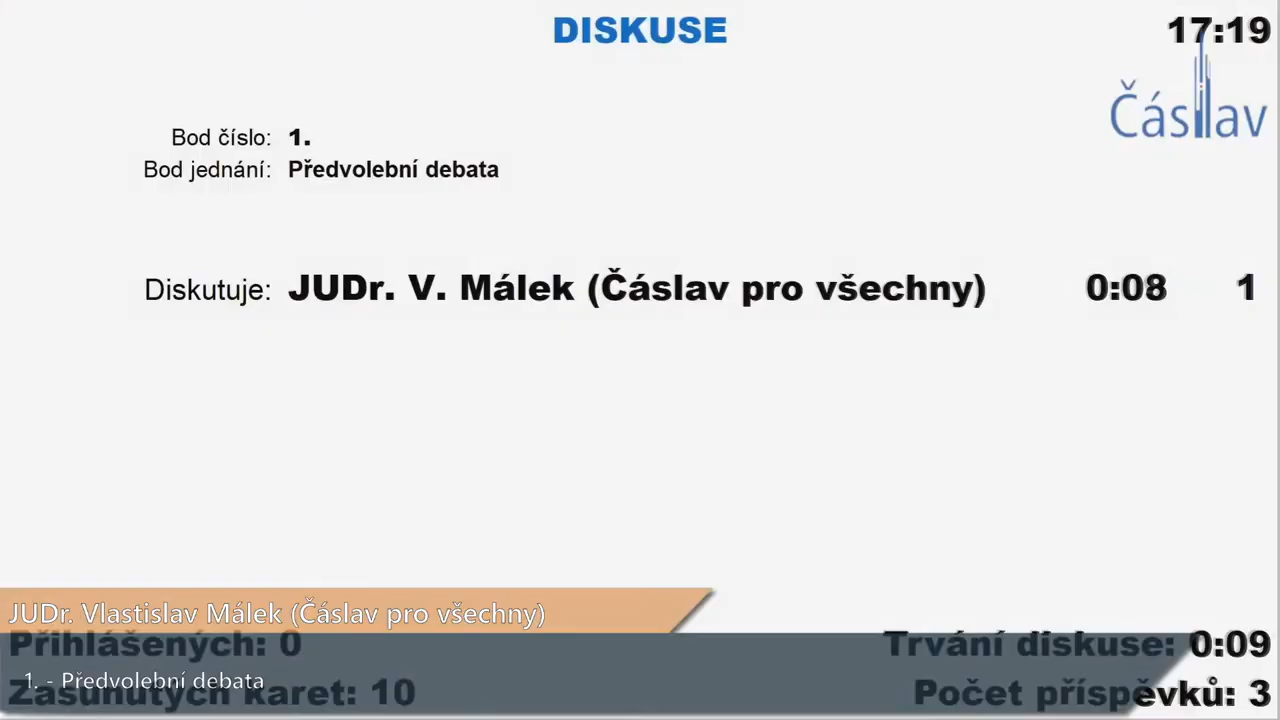 DISKUSE
17:19
Čáslav
Bod číslo: 1.
Bod jednání: Předvolební debata
Diskutuje: JUDr. V. Málek (Čáslav pro všechny) 0:08 1
JUDr. Vlastislav Málek (Čáslav pro všechny)
Přihlášených: 0
Trvání diskuse: 0:09
1. - Předvolební debata
Zasunutých karet: 10
Počet příspěvků: 3